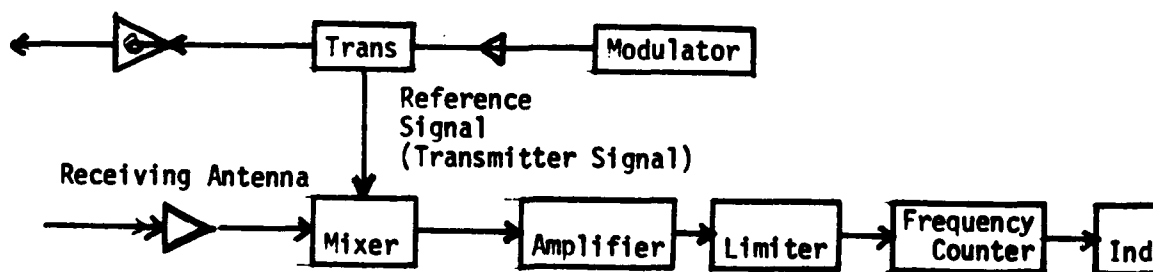 Trans
Modulator
Reference
Signal
(Transmitter Signal)
Receiving Antenna
Mixer
Amplifier
Limiter
Frequency
Counter
Ind